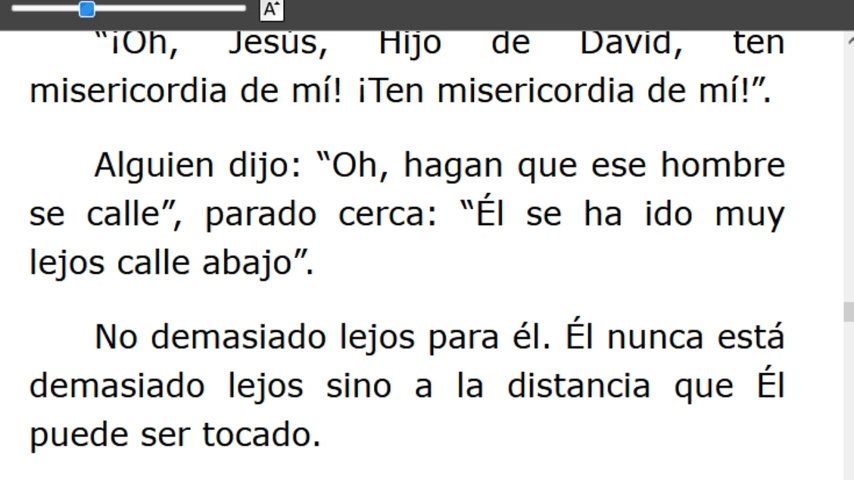 A
“¡Oh, Jesús, Hijo de David, ten
misericordia de mí! ¡Ten misericordia de mí!”.
Alguien dijo: “Oh, hagan que ese hombre
se calle”, parado cerca: “Él se ha ido muy
lejos calle abajo”.
No demasiado lejos para él. Él nunca está
demasiado lejos sino a la distancia que Él
puede ser tocado.